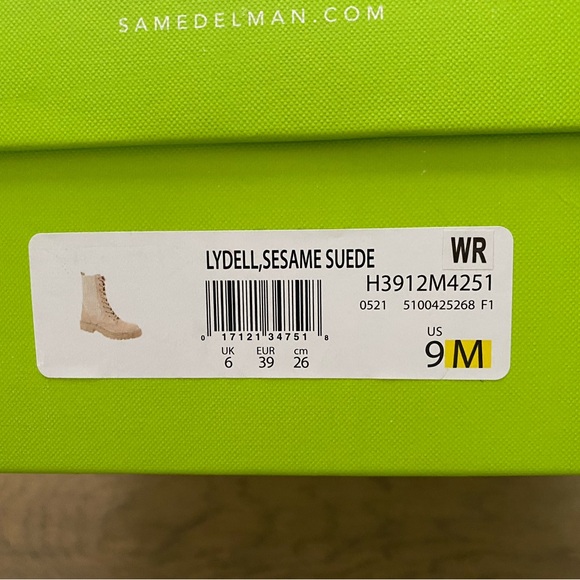 SAMEDELMAN.COM
LYDELL,SESAME SUEDE WR
H3912M4251
0521 5100425268 F1
0 17121 34751 8
UK EUR cm US
6 39 26 9 M